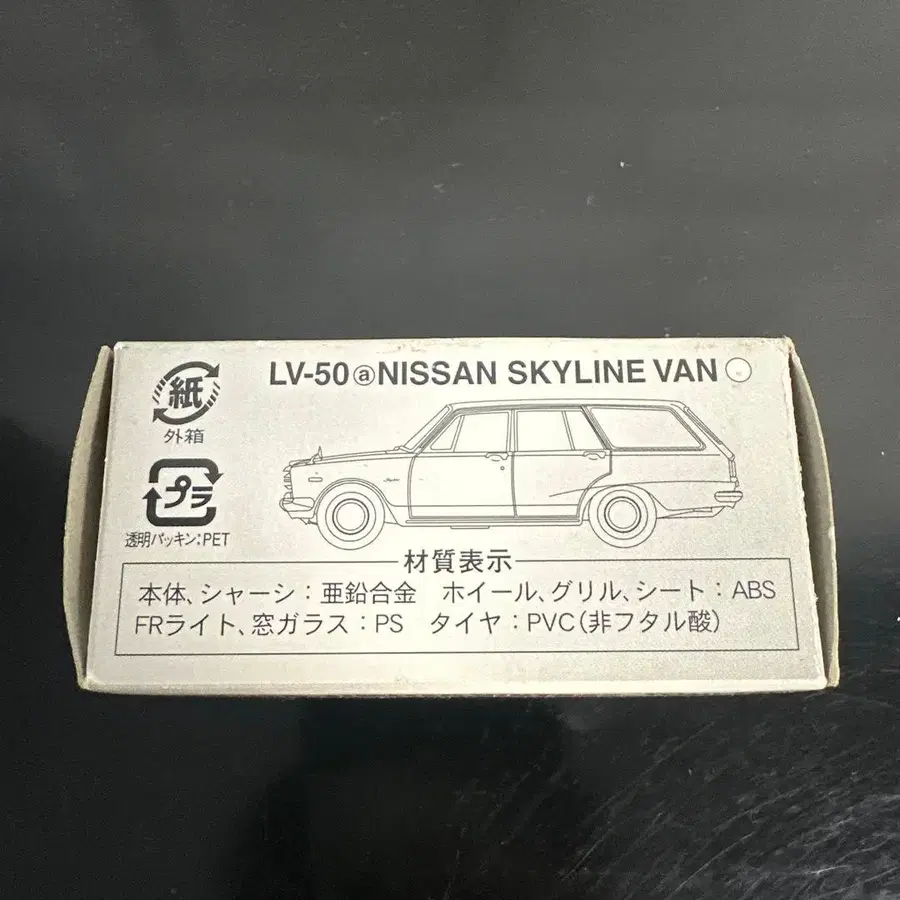 LV-50ⓐNISSAN SKYLINE VAN
紙
外箱
プラ
透明パッキン:PET
材質表示
本体、シャーシ:亜鉛合金 ホイール、グリル、シート:ABS
FRライト、窓ガラス:PS タイヤ:PVC(非フタル酸)